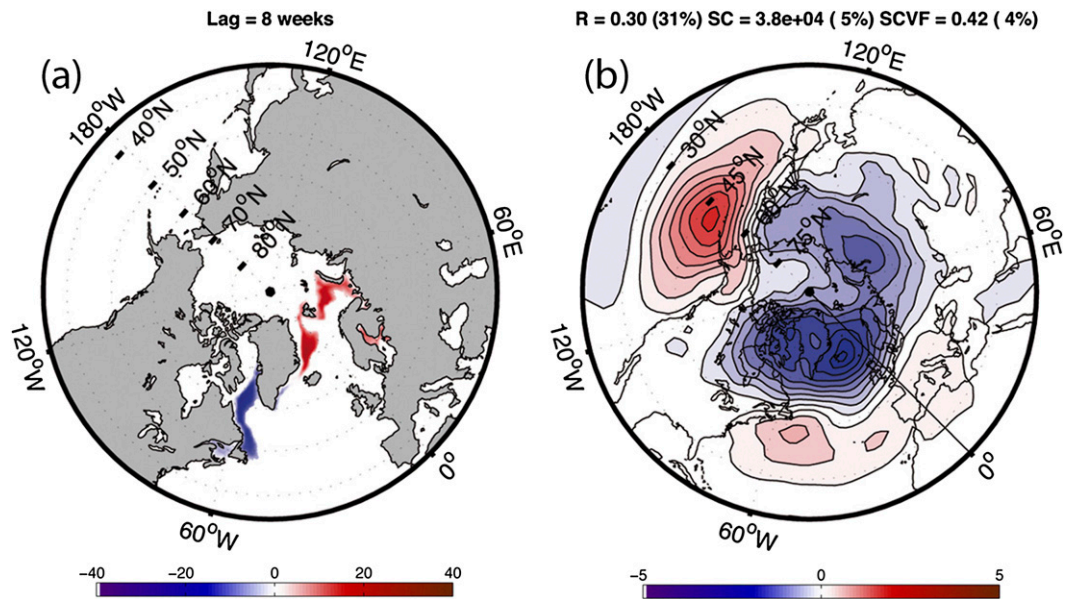 Lag = 8 weeks
R = 0.30 (31%) SC = 3.8e+04 ( 5%) SCVF = 0.42 ( 4%)
(a)
120°E
180°W
40°N
50°N
60°N
70°N
80°N
60°E
120°W
0°
60°W
−40
−20
0
20
40
(b)
120°E
180°W
30°N
45°N
60°N
75°N
60°E
120°W
0°
60°W
−5
0
5